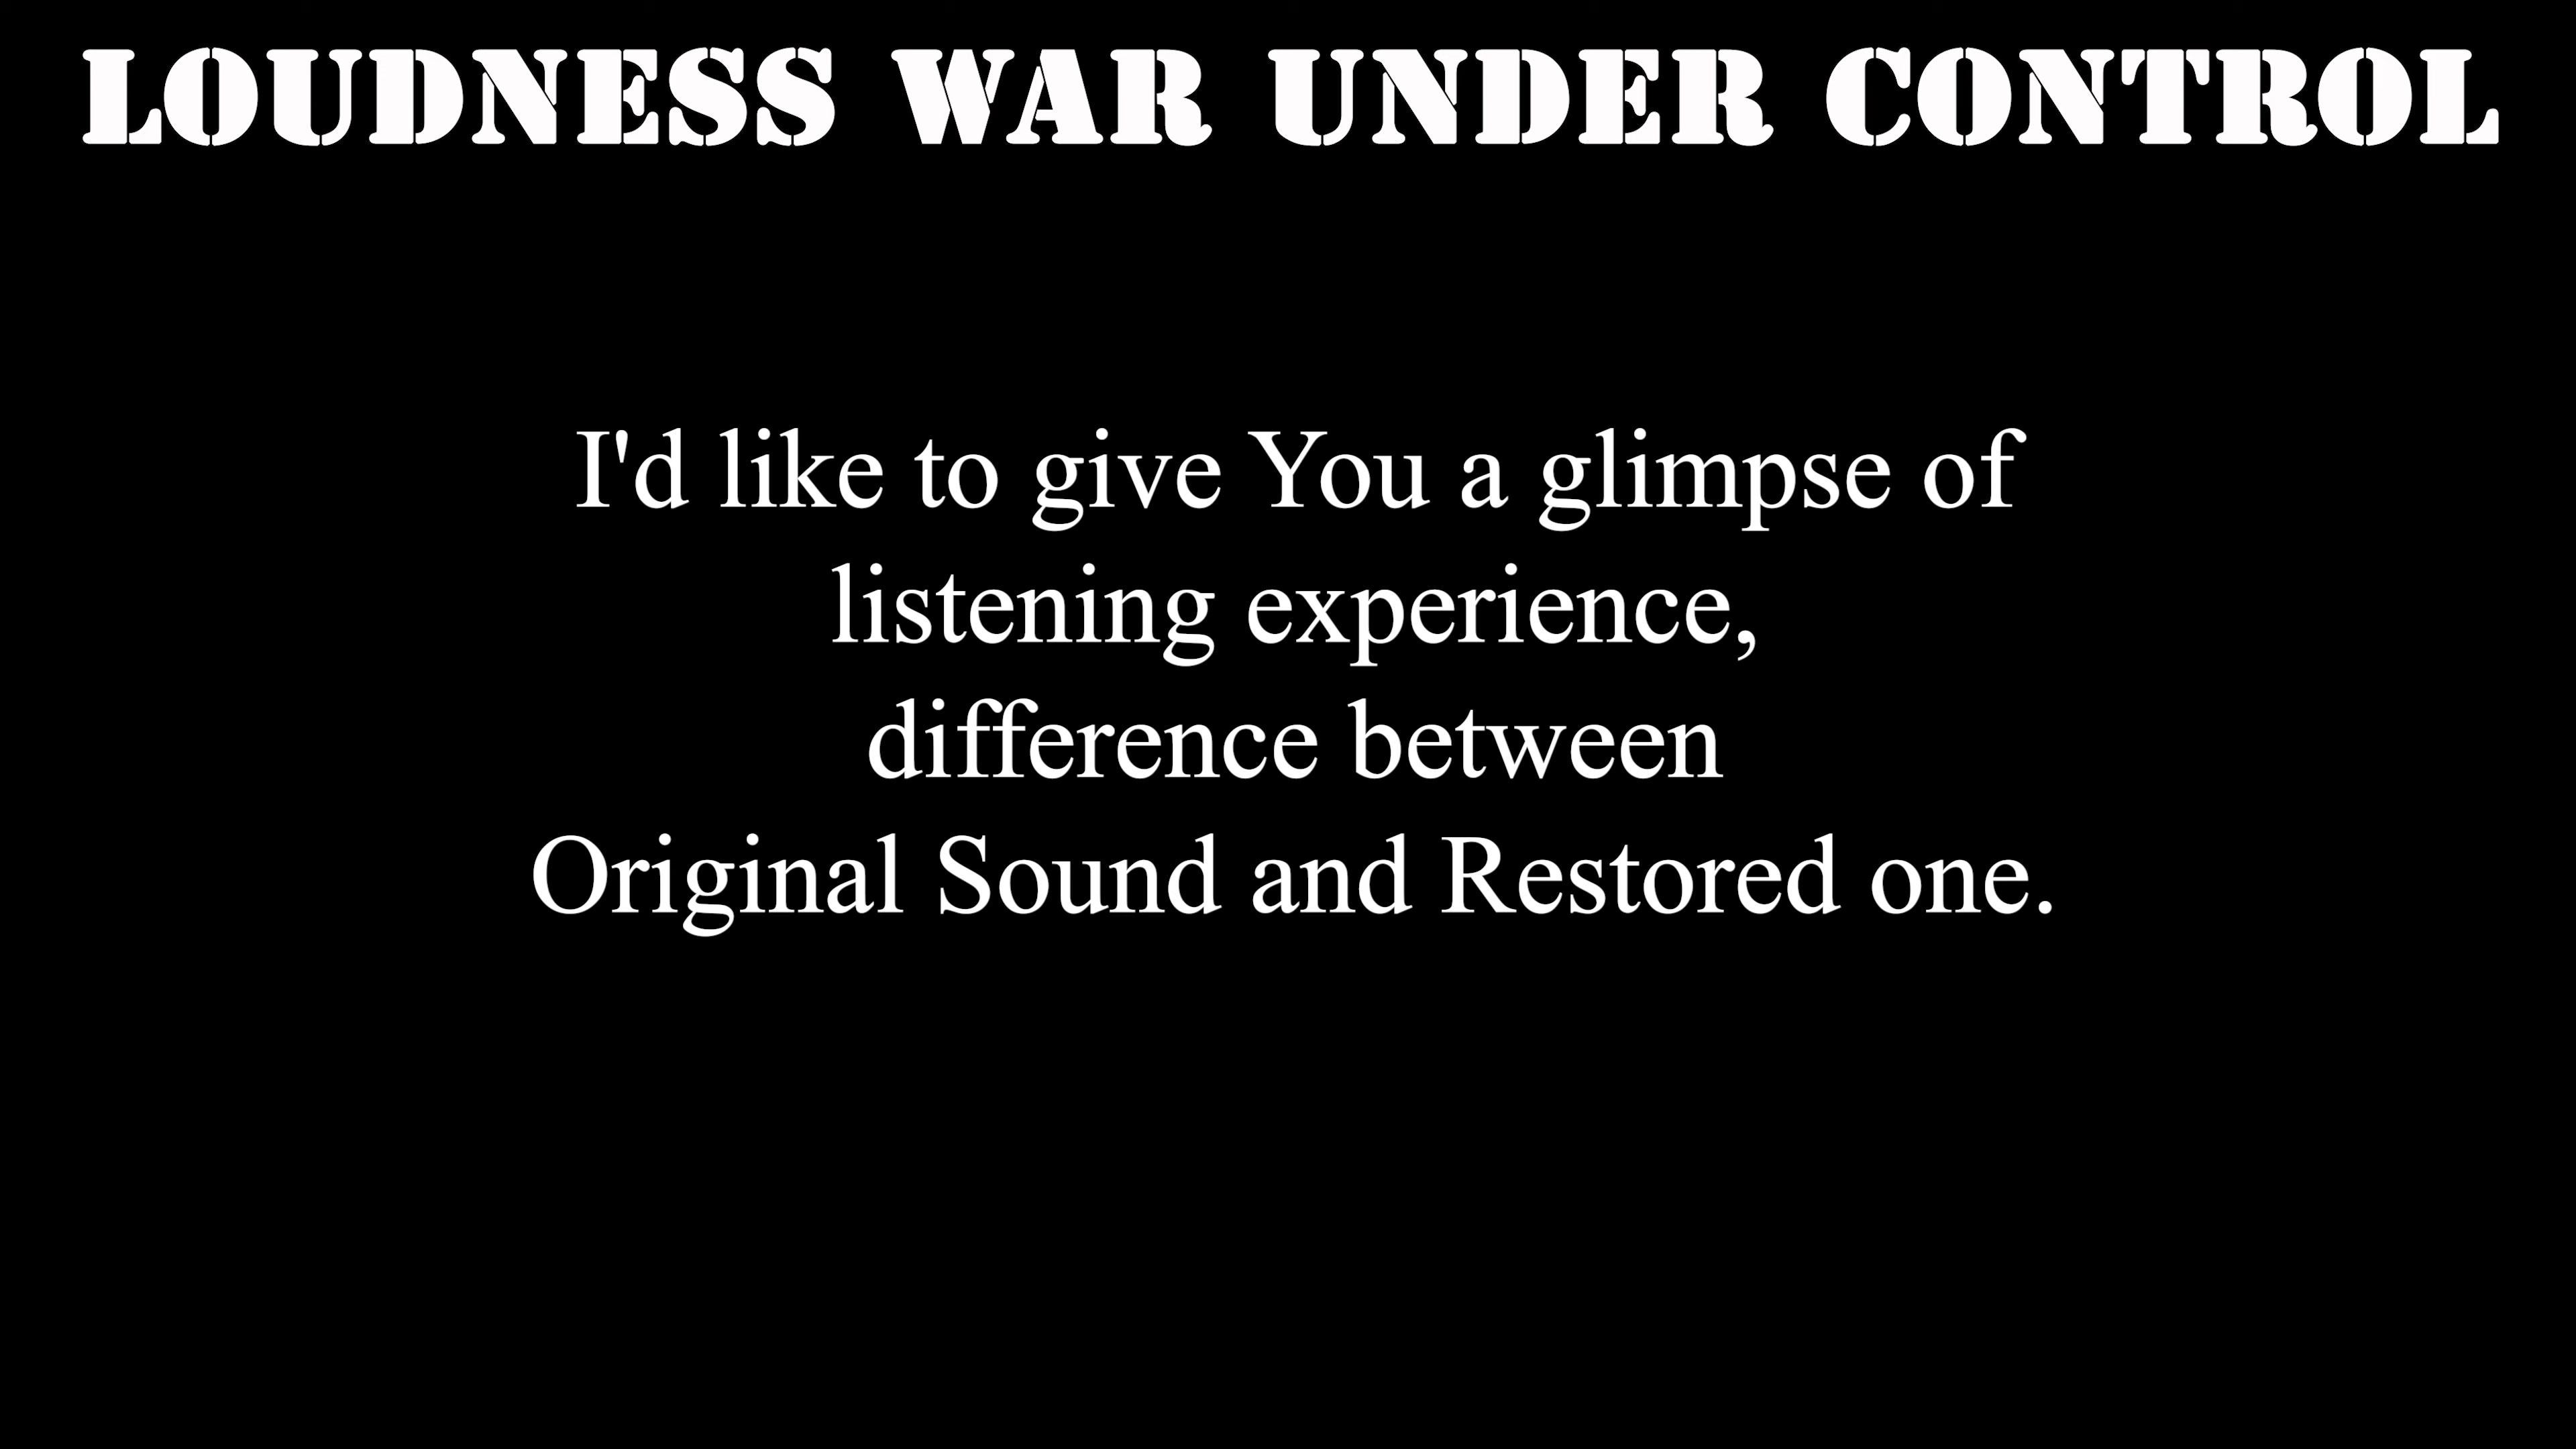 LOUDNESS WAR UNDER CONTROL
I'd like to give You a glimpse of
listening experience,
difference between
Original Sound and Restored one.